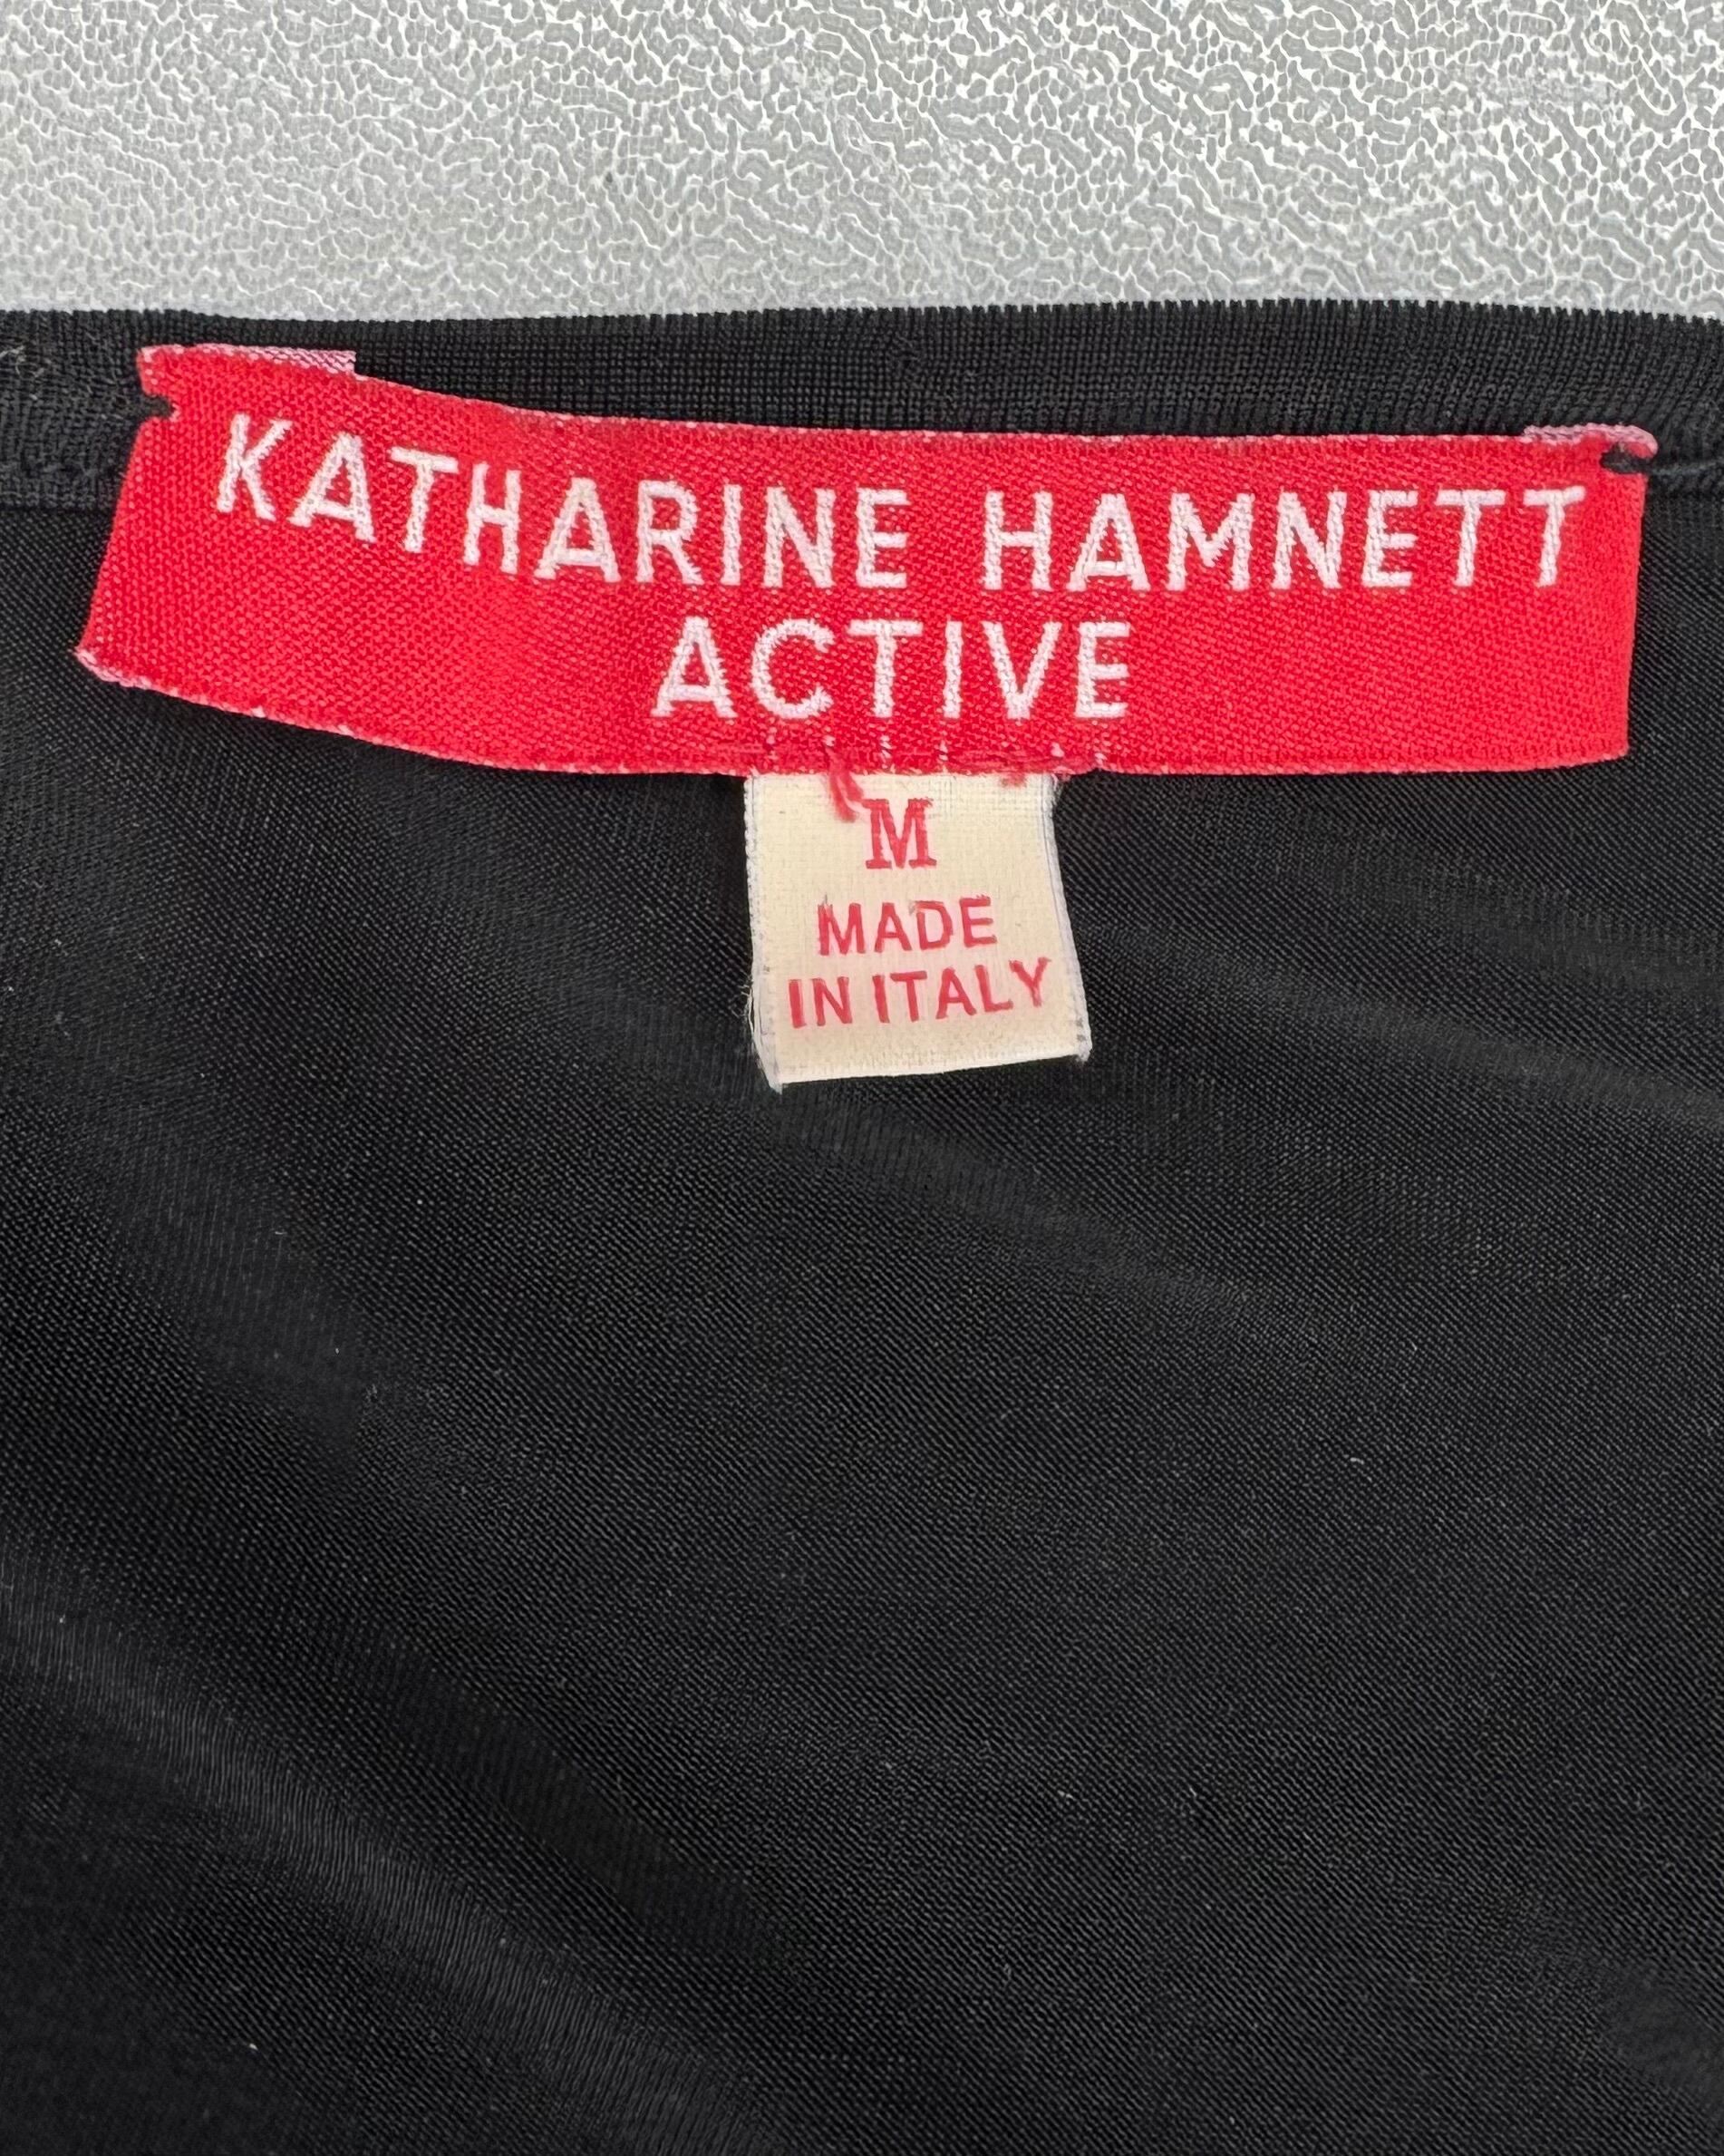 KATHARINE HAMNETT
ACTIVE
M
MADE
IN ITALY